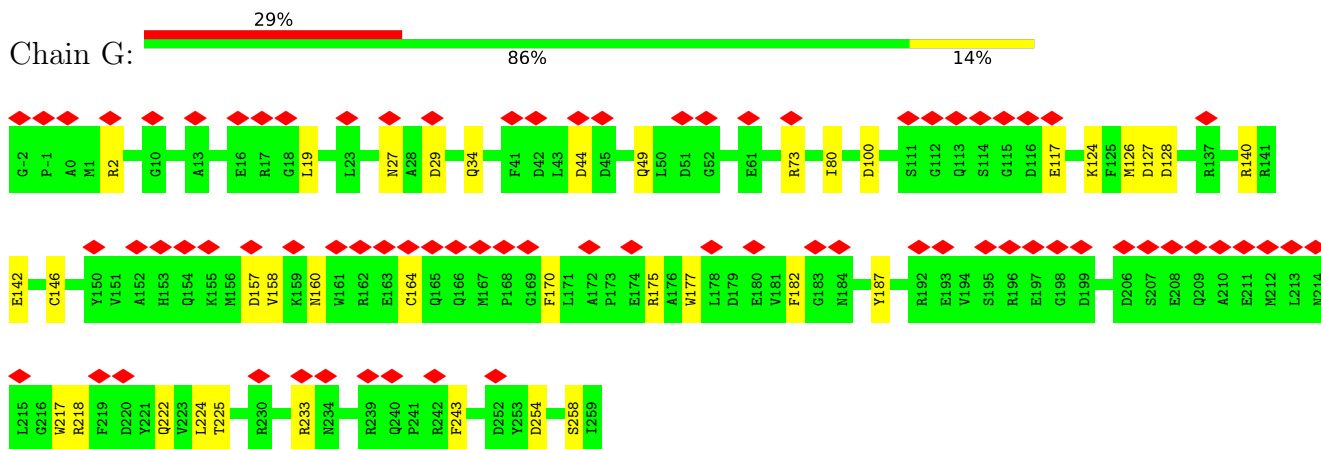 29%
Chain G:
86% 14%
G-2 P-1 A0 M1 R2 G10 A13 E16 R17 G18 L19 L23 N27 A28 D29 Q34 F41 D42 L43 D44 D45 Q49 L50 D51 G52 E61 R73 I80 D100 S111 G112 Q113 S114 G115 D116 E117 K124 F125 M126 D127 D128 R137 R140 R141
E142 C146 Y150 V151 A152 H153 Q154 K155 M156 D157 V158 K159 N160 W161 R162 E163 C164 Q165 Q166 M167 P168 G169 F170 L171 A172 P173 E174 R175 A176 W177 L178 D179 E180 V181 F182 G183 N184 Y187 R192 E193 V194 S195 R196 E197 G198 D199 D206 S207 E208 Q209 A210 E211 M212 L213 N214
L215 G216 W217 R218 F219 D220 Y221 Q222 V223 L224 T225 R230 R233 N234 R239 Q240 P241 R242 F243 D252 Y253 D254 S258 I259